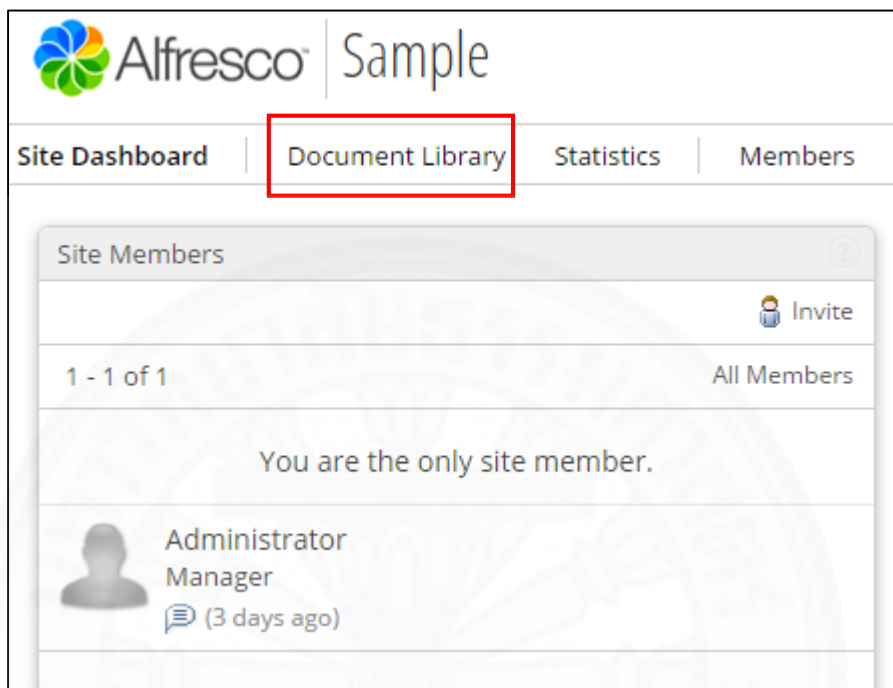 Alfresco™ Sample
Site Dashboard Document Library Statistics Members
Site Members ?
Invite
1 - 1 of 1 All Members
You are the only site member.
Administrator
Manager
(3 days ago)